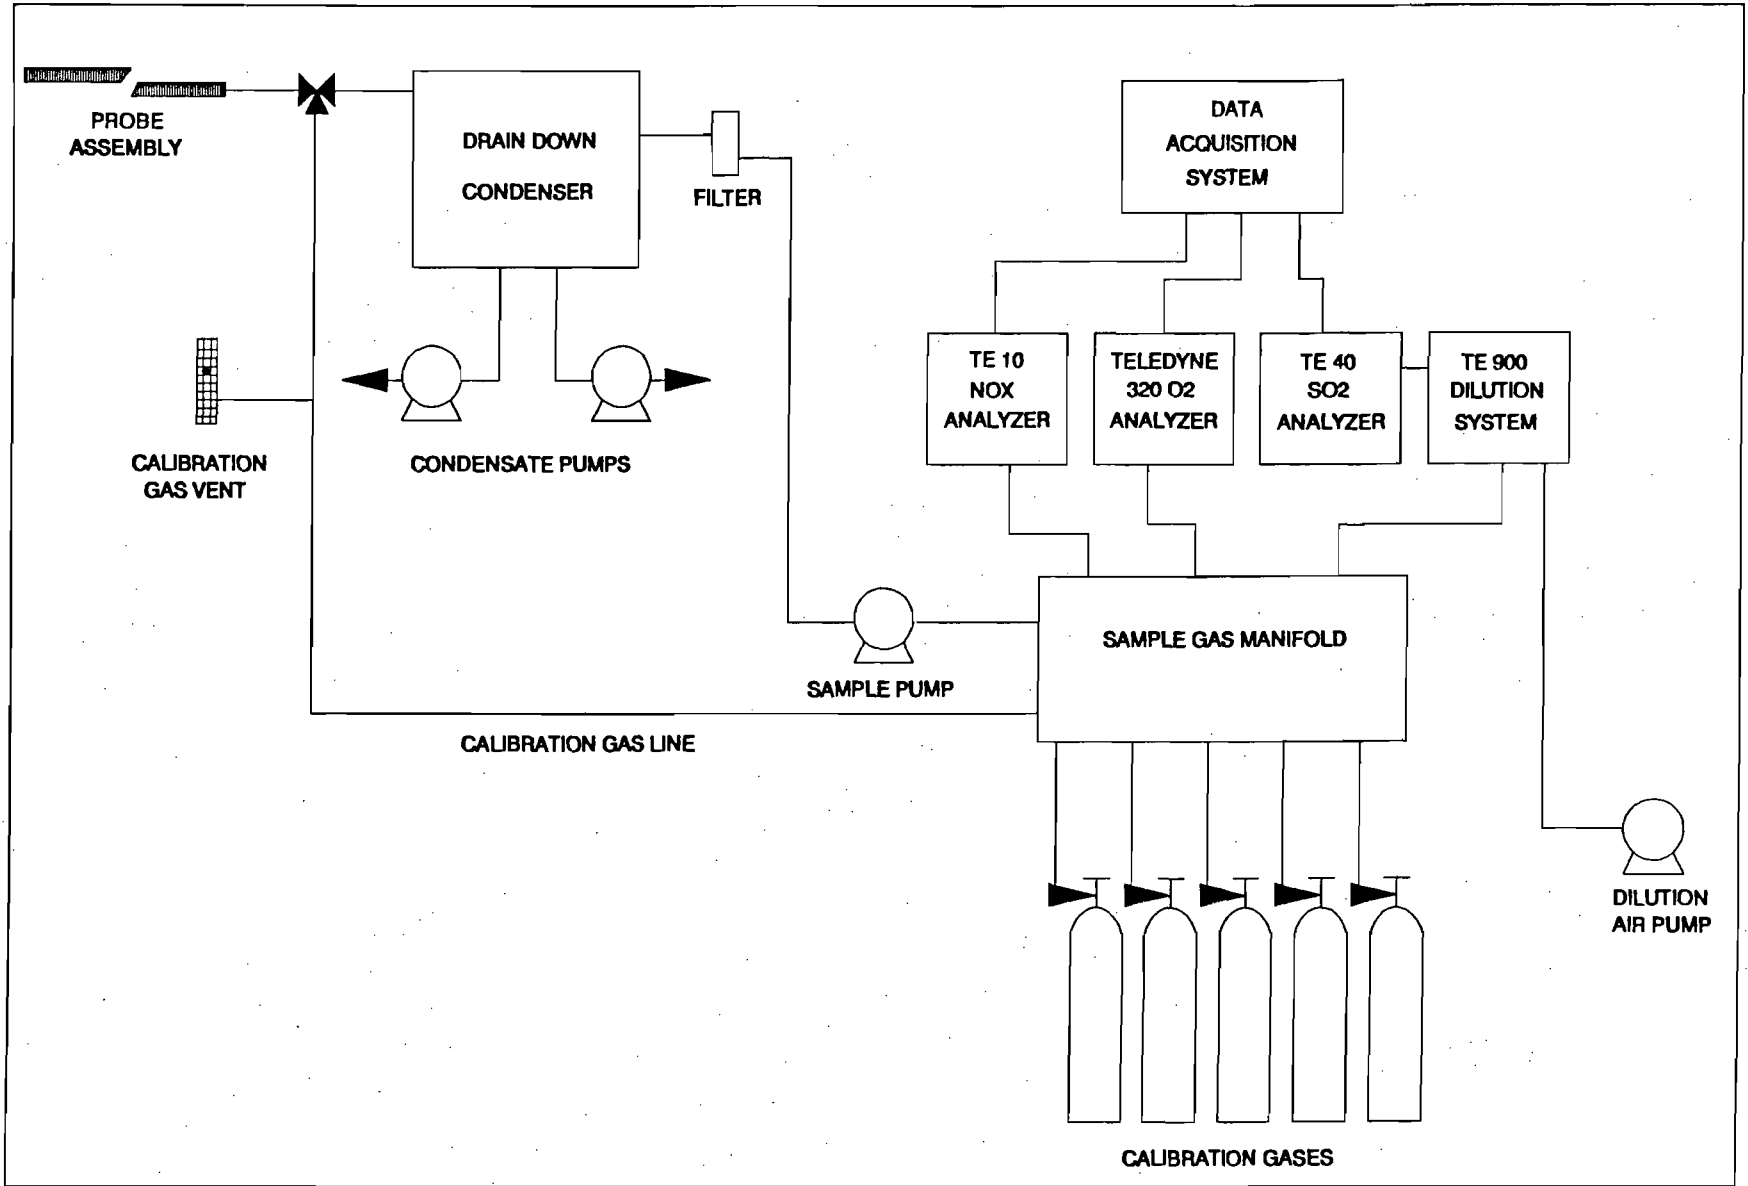 PROBE
ASSEMBLY
DRAIN DOWN
CONDENSER
FILTER
DATA
ACQUISITION
SYSTEM
TE 10
NOX
ANALYZER
TELEDYNE
320 O2
ANALYZER
TE 40
SO2
ANALYZER
TE 900
DILUTION
SYSTEM
CALIBRATION
GAS VENT
CONDENSATE PUMPS
SAMPLE GAS MANIFOLD
SAMPLE PUMP
CALIBRATION GAS LINE
DILUTION
AIR PUMP
CALIBRATION GASES